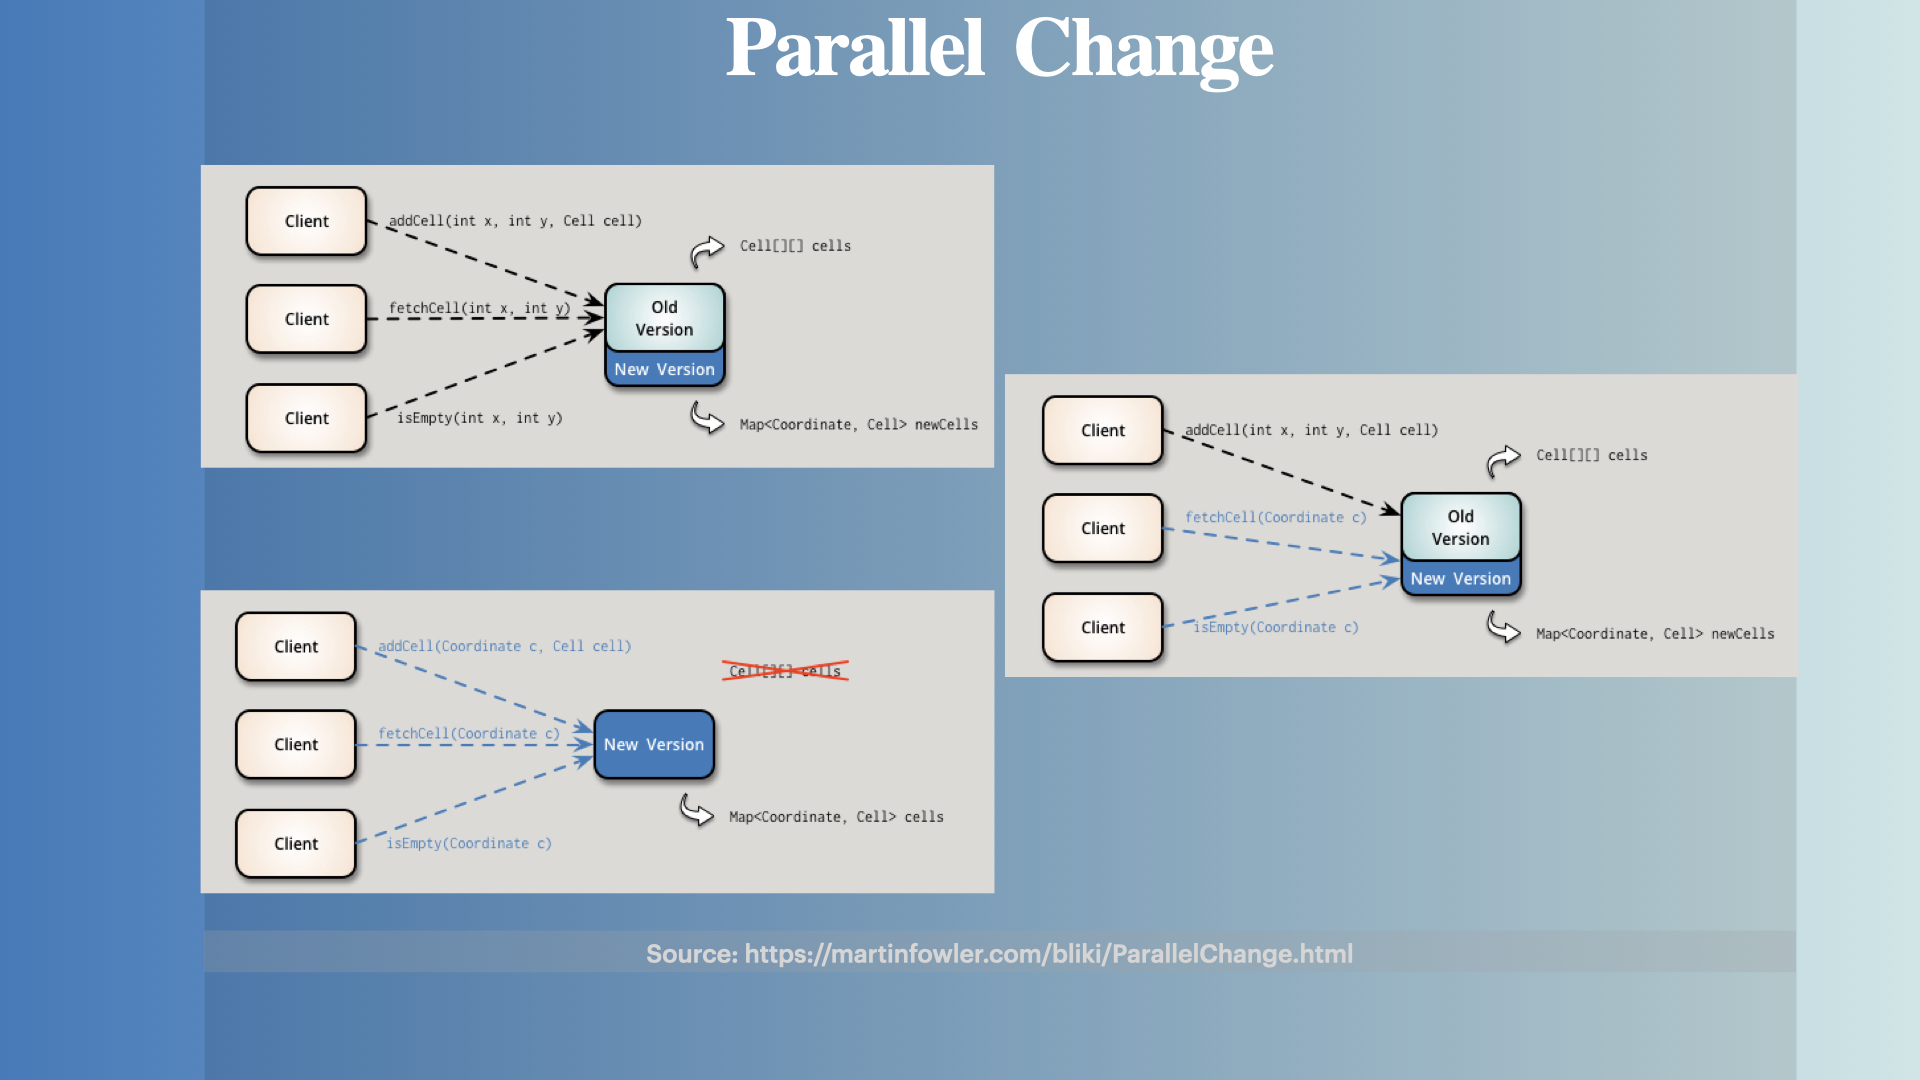 Parallel Change
Client
addCell(int x, int y, Cell cell)
Cell[][] cells
Client
fetchCell(int x, int y)
Old
Version
New Version
Client
isEmpty(int x, int y)
Map<Coordinate, Cell> newCells
Client
addCell(int x, int y, Cell cell)
Cell[][] cells
Client
fetchCell(Coordinate c)
Old
Version
New Version
Client
isEmpty(Coordinate c)
Map<Coordinate, Cell> newCells
Client
addCell(Coordinate c, Cell cell)
Cell[][] cells
Client
fetchCell(Coordinate c)
New Version
Client
isEmpty(Coordinate c)
Map<Coordinate, Cell> cells
Source: https://martinfowler.com/bliki/ParallelChange.html